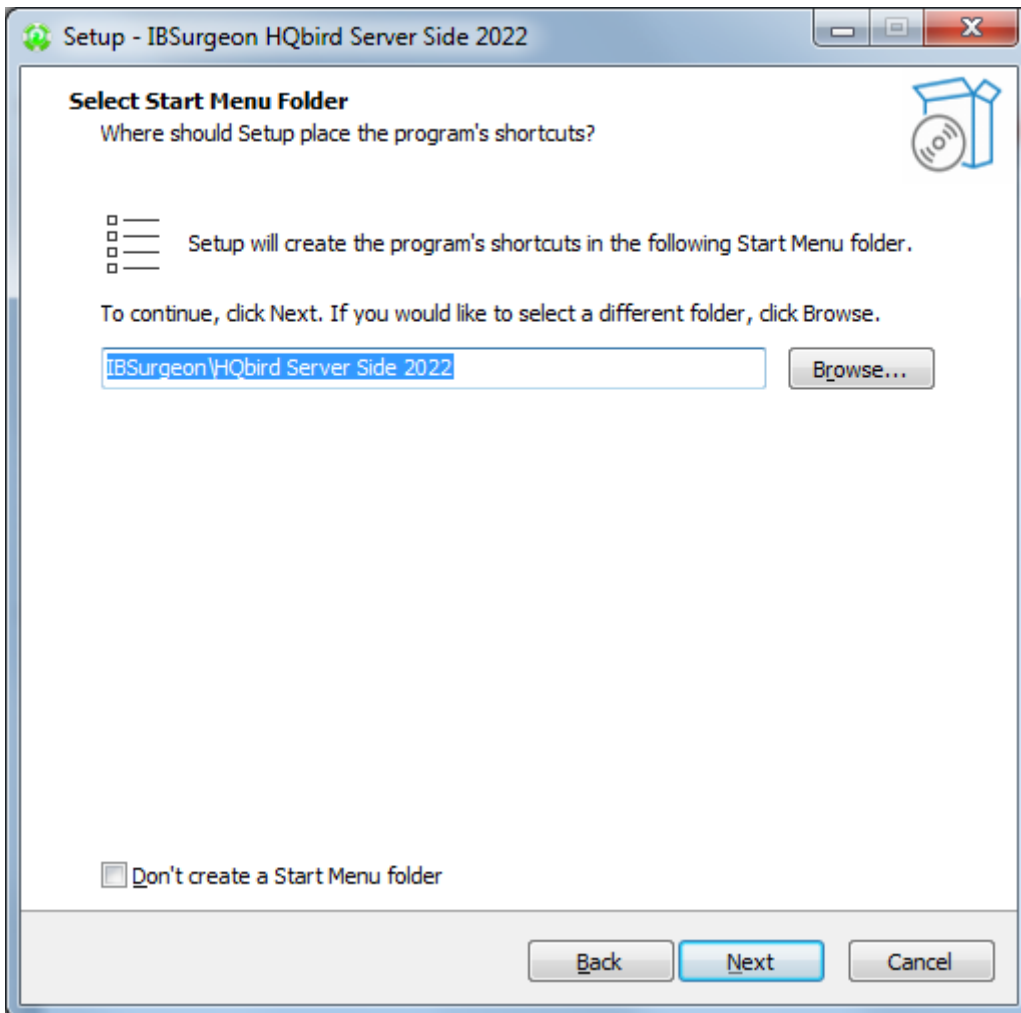 Setup - IBSurgeon HQbird Server Side 2022
Select Start Menu Folder
Where should Setup place the program's shortcuts?
Setup will create the program's shortcuts in the following Start Menu folder.
To continue, click Next. If you would like to select a different folder, click Browse.
IBSurgeon\HQbird Server Side 2022
Browse...
Don't create a Start Menu folder
Back
Next
Cancel